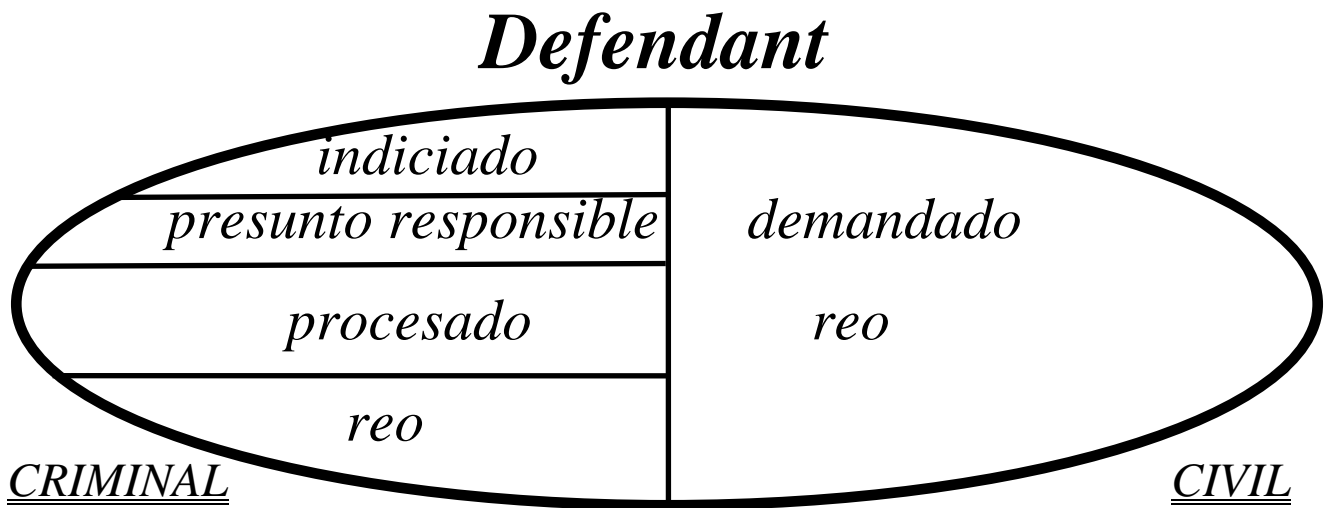 Defendant
indiciado
presunto responsible
procesado
reo
demandado
reo
CRIMINAL
CIVIL